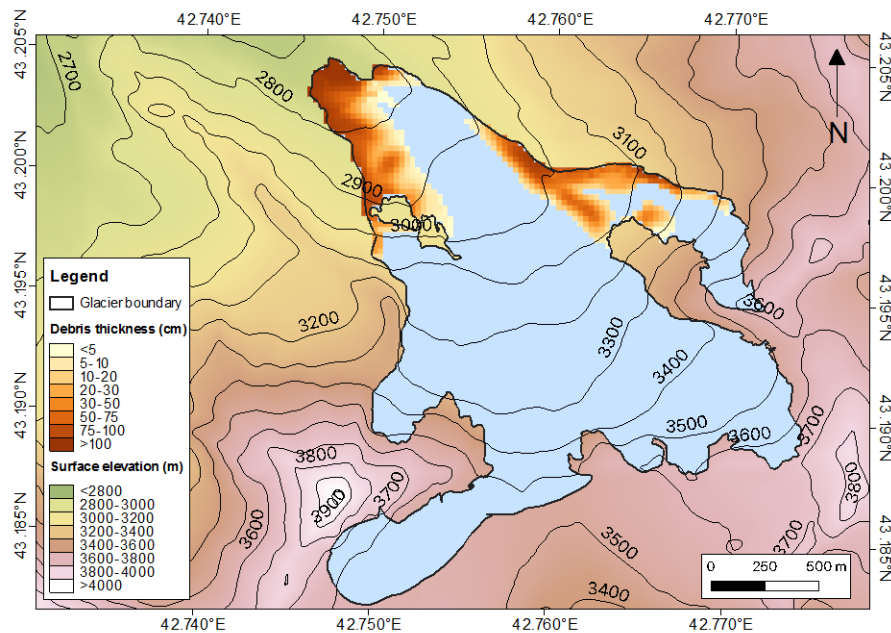 42.740°E 42.750°E 42.760°E 42.770°E
43.205°N
43.200°N
43.195°N
43.190°N
43.185°N
43.205°N
43.200°N
43.195°N
43.190°N
43.185°N
2700
2800
3100
N
2900
3000
3600
3200
3300
3400
3500
3600
3700
3800
3800
3900
3700
3600
3500
3700
3400
Legend
Glacier boundary
Debris thickness (cm)
<5
5-10
10-20
20-30
30-50
50-75
75-100
>100
Surface elevation (m)
<2800
2800-3000
3000-3200
3200-3400
3400-3600
3600-3800
3800-4000
>4000
0 250 500 m
42.740°E 42.750°E 42.760°E 42.770°E